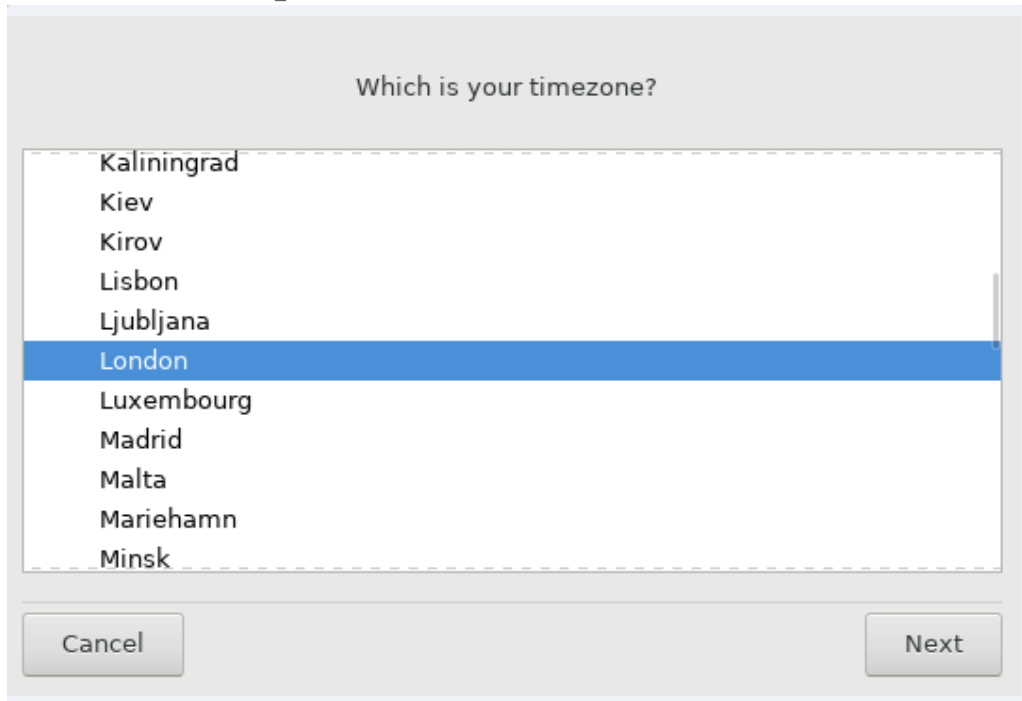 Which is your timezone?
Kaliningrad
Kiev
Kirov
Lisbon
Ljubljana
London
Luxembourg
Madrid
Malta
Mariehamn
Minsk
Cancel
Next